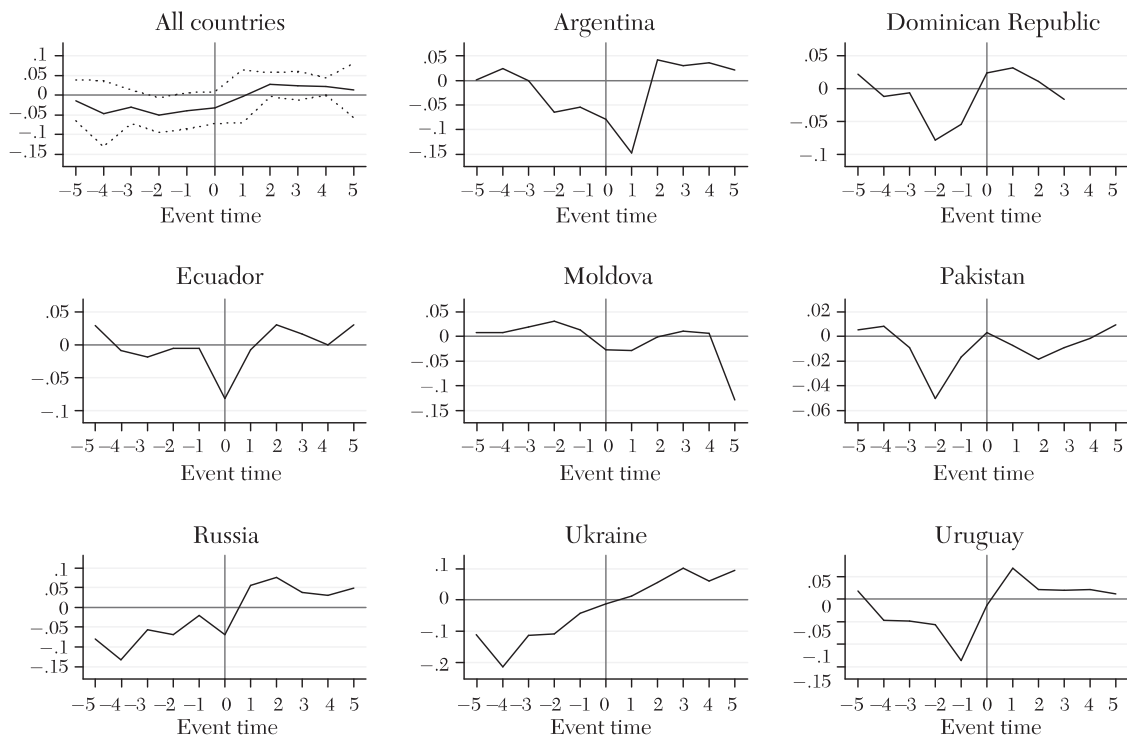 All countries
.1
.05
0
−.05
−.1
−.15
−5 −4 −3 −2 −1 0 1 2 3 4 5
Event time
Argentina
.05
0
−.05
−.1
−.15
−5 −4 −3 −2 −1 0 1 2 3 4 5
Event time
Dominican Republic
.05
0
−.05
−.1
−5 −4 −3 −2 −1 0 1 2 3 4 5
Event time
Ecuador
.05
0
−.05
−.1
−5 −4 −3 −2 −1 0 1 2 3 4 5
Event time
Moldova
.05
0
−.05
−.1
−.15
−5 −4 −3 −2 −1 0 1 2 3 4 5
Event time
Pakistan
.02
0
−.02
−.04
−.06
−5 −4 −3 −2 −1 0 1 2 3 4 5
Event time
Russia
.1
.05
0
−.05
−.1
−.15
−5 −4 −3 −2 −1 0 1 2 3 4 5
Event time
Ukraine
.1
0
−.1
−.2
−5 −4 −3 −2 −1 0 1 2 3 4 5
Event time
Uruguay
.05
0
−.05
−.1
−.15
−5 −4 −3 −2 −1 0 1 2 3 4 5
Event time